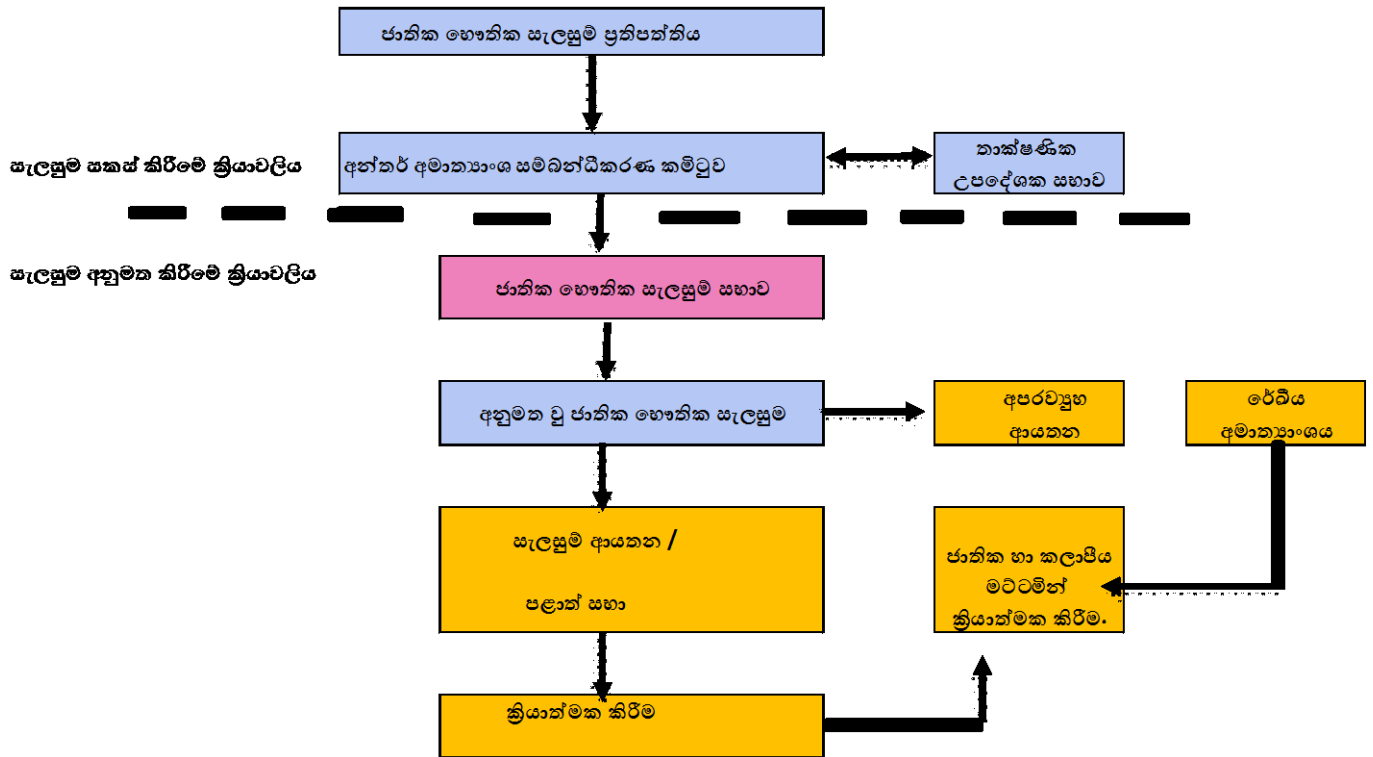 ජාතික භෞතික සැලසුම් ප්‍රතිපත්තිය
සැලසුම සකස් කිරීමේ ක්‍රියාවලිය
අන්තර් අමාත්‍යාංශ සම්බන්ධීකරණ කමිටුව
තාක්ෂණික
උපදේශක සභාව
සැලසුම අනුමත කිරීමේ ක්‍රියාවලිය
ජාතික භෞතික සැලසුම් සභාව
අනුමත වු ජාතික භෞතික සැලසුම
අපරව්‍යුහ
ආයතන
රේඛීය
අමාත්‍යාංශය
සැලසුම් ආයතන /
පළාත් සභා
ජාතික හා කලාපීය
මට්ටමින්
ක්‍රියාත්මක කිරීම.
ක්‍රියාත්මක කිරීම